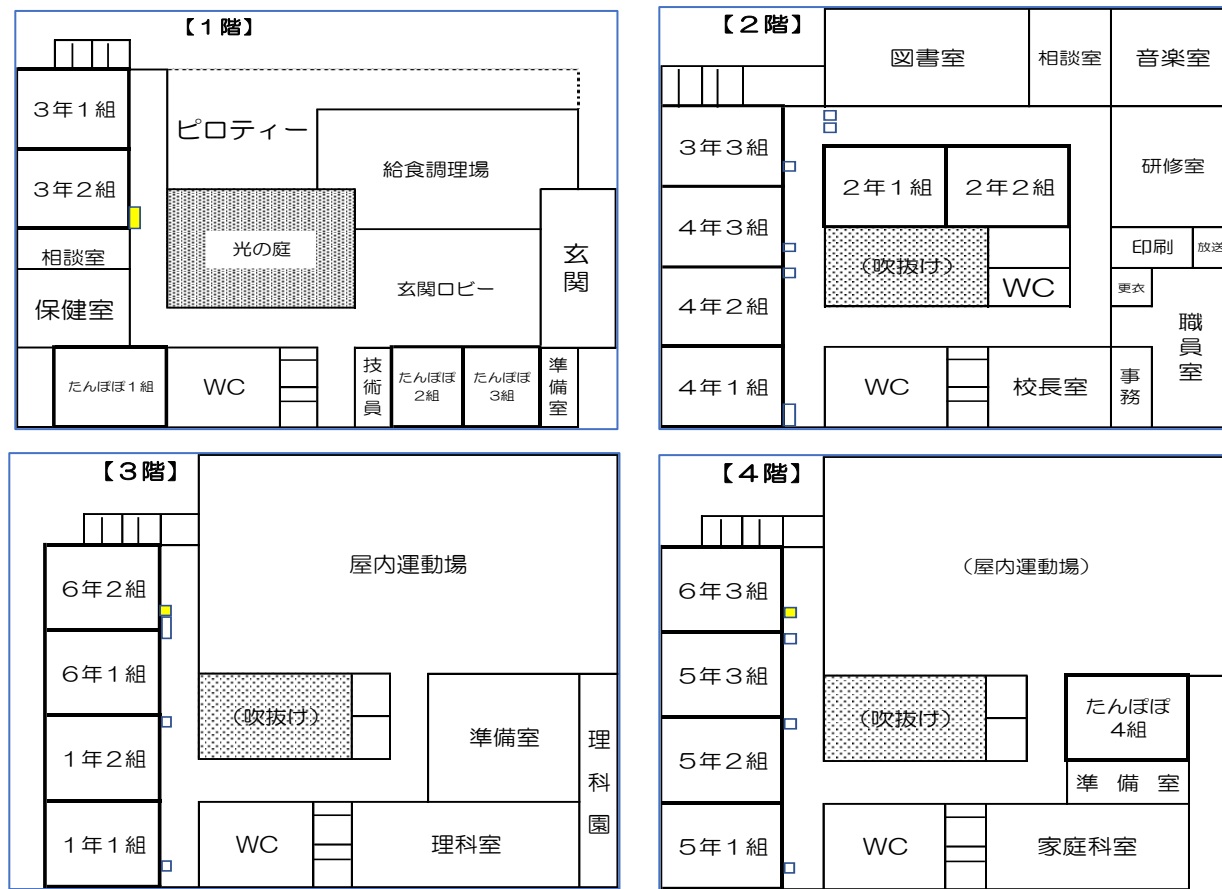 【１階】
３年１組
３年２組
相談室
保健室
たんぽぽ１組
WC
ピロティー
給食調理場
光の庭
玄関ロビー
玄関
技術員
たんぽぽ
２組
たんぽぽ
３組
準備室
【２階】
図書室
相談室
音楽室
３年３組
４年３組
４年２組
４年１組
２年１組
２年２組
(吹抜け)
WC
研修室
印刷
放送
更衣
職員室
WC
校長室
事務
【３階】
屋内運動場
６年２組
６年１組
１年２組
１年１組
(吹抜け)
準備室
理科園
WC
理科室
【４階】
（屋内運動場）
６年３組
５年３組
５年２組
５年１組
(吹抜け)
たんぽぽ
４組
準備室
WC
家庭科室